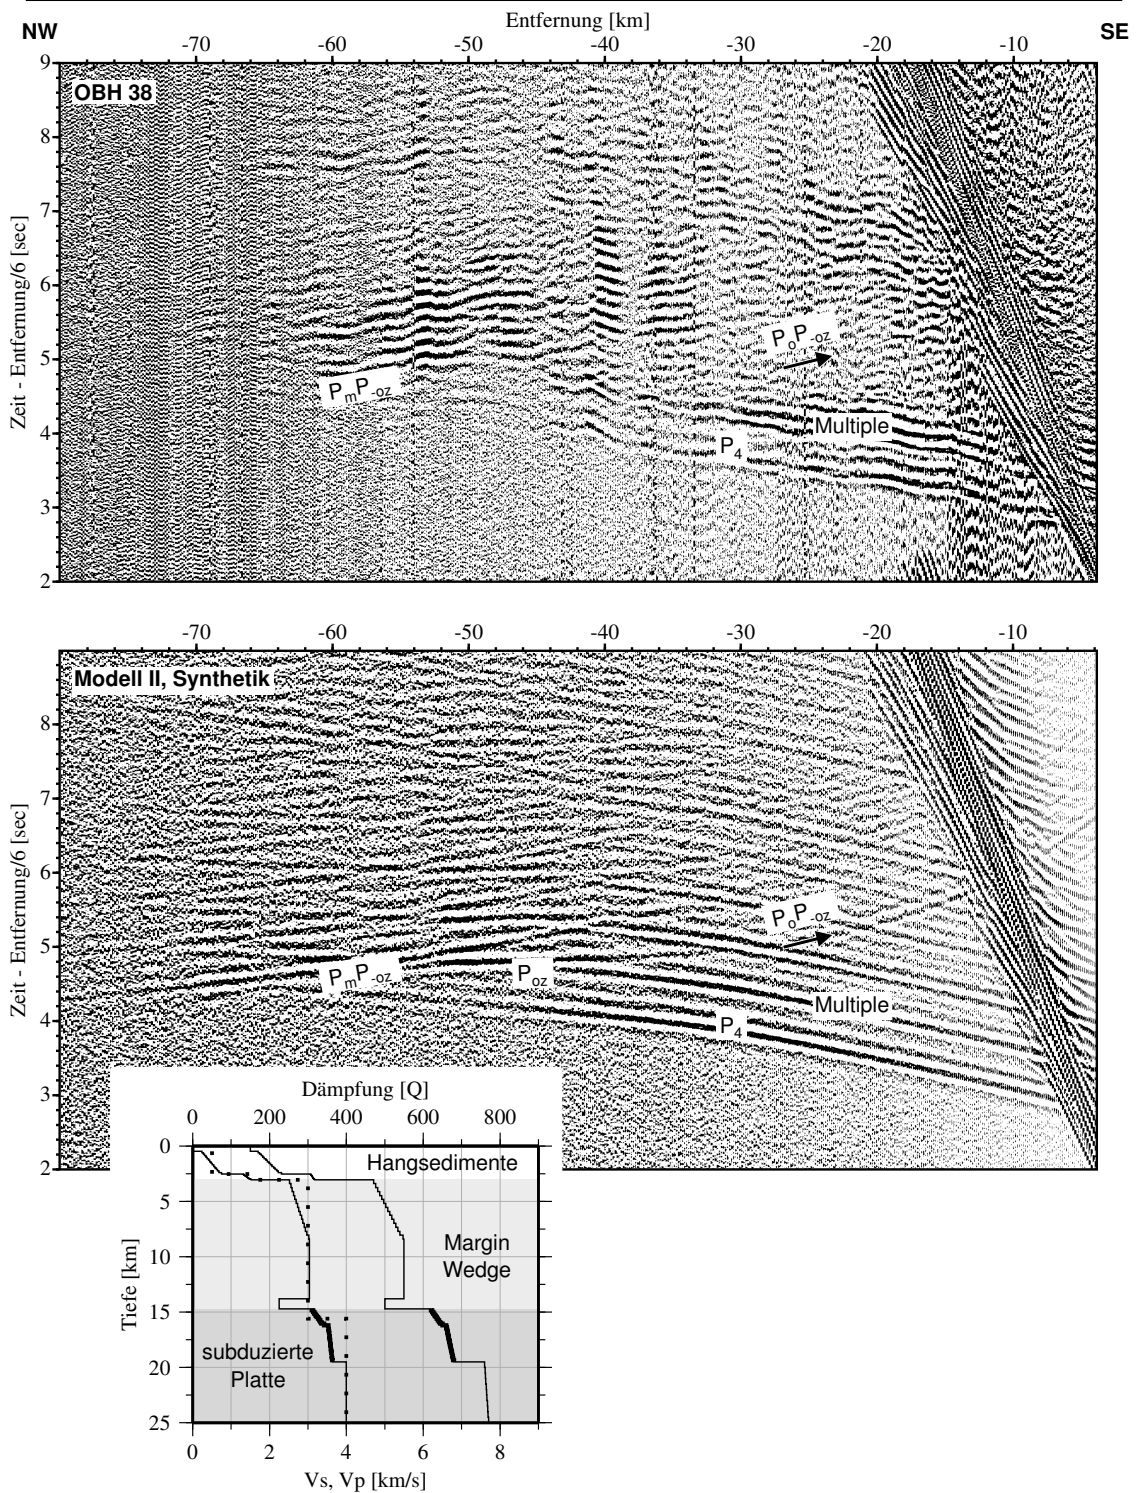 Entfernung [km]
NW SE
-70 -60 -50 -40 -30 -20 -10
OBH 38
9
8
7
6
5
4
3
2
Zeit - Entfernung/6 [sec]
PoP-oz
PmP-oz
Multiple
P4
-70 -60 -50 -40 -30 -20 -10
Modell II, Synthetik
8
7
6
5
4
3
2
Zeit - Entfernung/6 [sec]
PoP-oz
PmP-oz
Poz
Multiple
P4
Dämpfung [Q]
0 200 400 600 800
0
5
10
15
20
25
Tiefe [km]
Hangsedimente
Margin
Wedge
subduzierte
Platte
0 2 4 6 8
Vs, Vp [km/s]